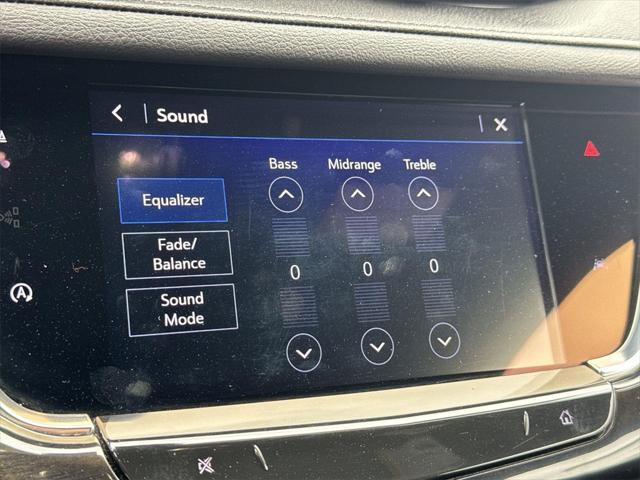 Sound
Bass Midrange Treble
Equalizer
Fade/
Balance
0 0 0
Sound
Mode
A